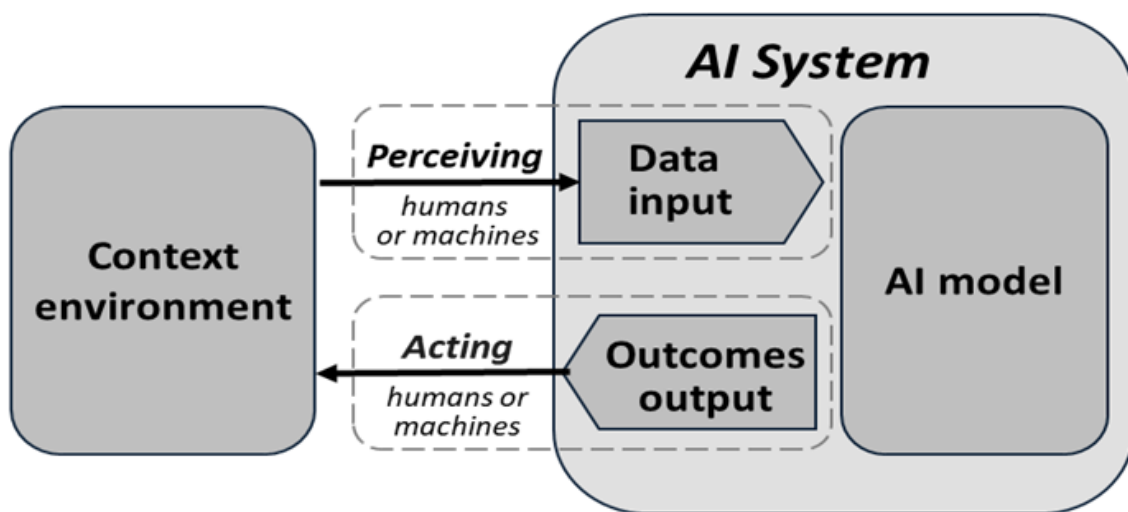 AI System
Context
environment
Perceiving
humans
or machines
Data
input
Acting
humans or
machines
Outcomes
output
AI model